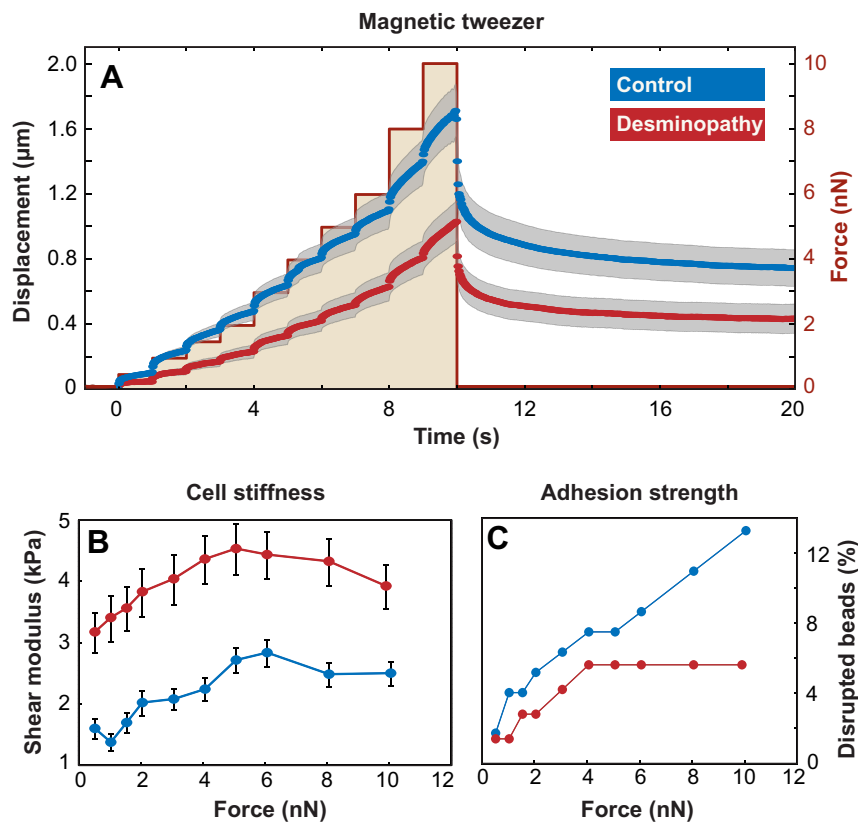 Magnetic tweezer
A
Control
Desminopathy
Displacement (µm)
2.0
1.6
1.2
0.8
0.4
0
Force (nN)
10
8
6
4
2
0
0
4
8
12
16
20
Time (s)
Cell stiffness
B
Shear modulus (kPa)
5
4
3
2
1
0
2
4
6
8
10
12
Force (nN)
Adhesion strength
C
Disrupted beads (%)
12
8
4
0
0
2
4
6
8
10
12
Force (nN)